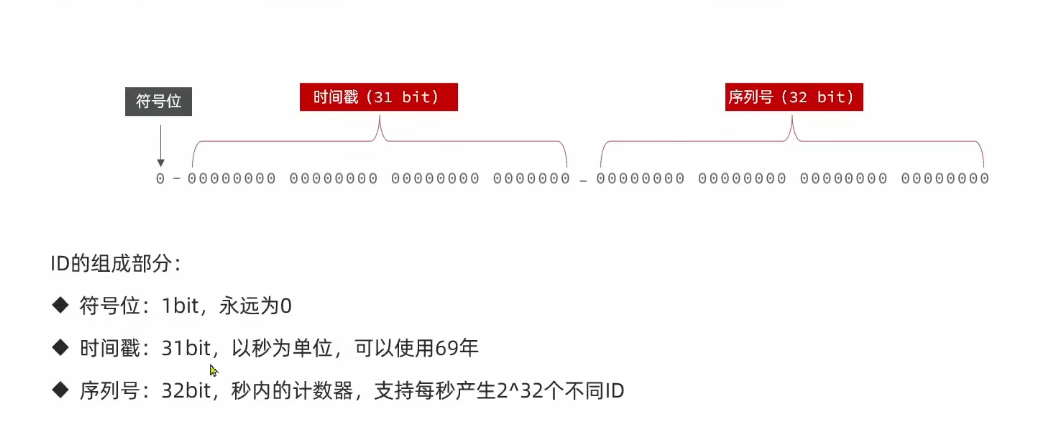 符号位
时间戳（31 bit）
序列号（32 bit）
0-00000000 00000000 00000000 0000000 - 00000000 00000000 00000000 00000000
ID的组成部分：
◆ 符号位：1bit，永远为0
◆ 时间戳：31bit，以秒为单位，可以使用69年
◆ 序列号：32bit，秒内的计数器，支持每秒产生2^32个不同ID